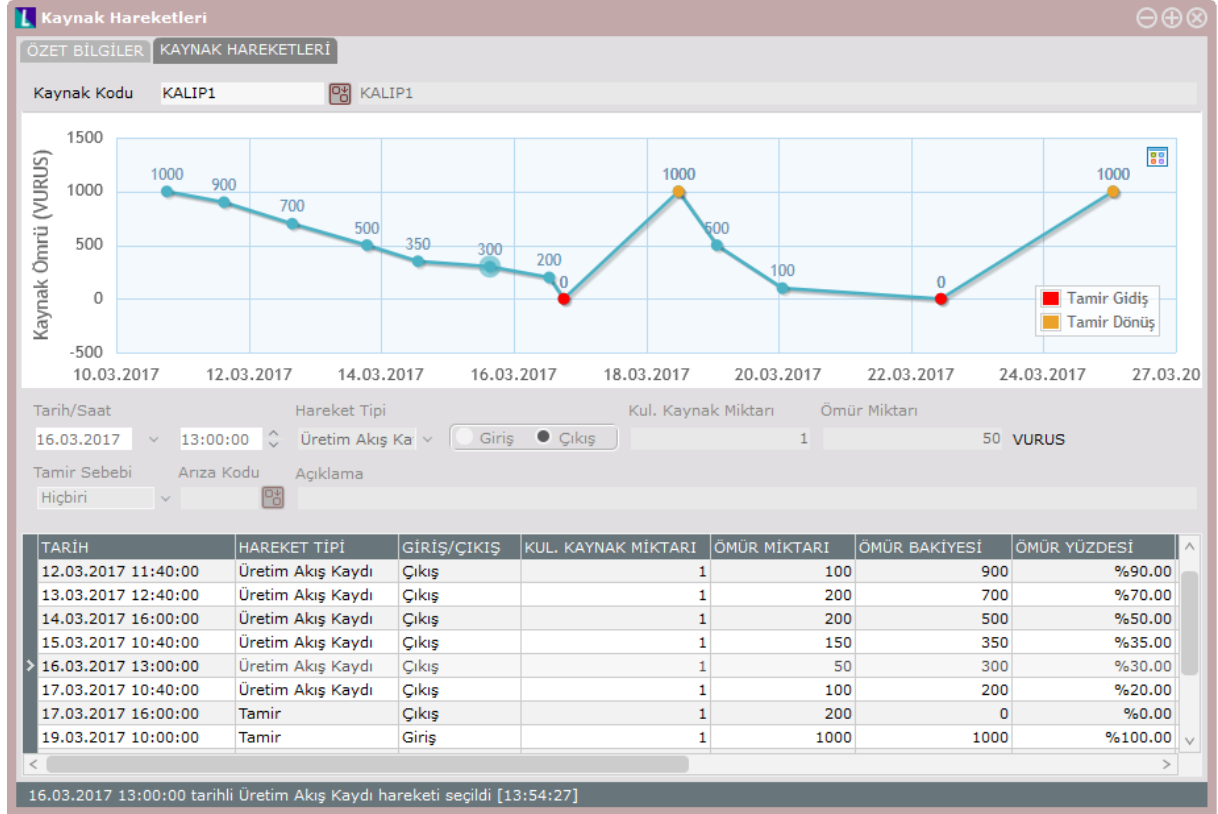 Kaynak Hareketleri
ÖZET BİLGİLER KAYNAK HAREKETLERİ
Kaynak Kodu KALIP1 KALIP1
Kaynak Ömrü (VURUS)
1500
1000
500
0
-500
1000 900 700 500 350 300 200 0 1000 500 100 0 1000
Tamir Gidiş
Tamir Dönüş
10.03.2017 12.03.2017 14.03.2017 16.03.2017 18.03.2017 20.03.2017 22.03.2017 24.03.2017 27.03.20
Tarih/Saat Hareket Tipi Kul. Kaynak Miktarı Ömür Miktarı
16.03.2017 13:00:00 Üretim Akış Ka Giriş Çıkış 1 50 VURUS
Tamir Sebebi Arıza Kodu Açıklama
Hiçbiri
TARİH HAREKET TİPİ GİRİŞ/ÇIKIŞ KUL. KAYNAK MİKTARI ÖMÜR MİKTARI ÖMÜR BAKİYESİ ÖMÜR YÜZDESİ
12.03.2017 11:40:00 Üretim Akış Kaydı Çıkış 1 100 900 %90.00
13.03.2017 12:40:00 Üretim Akış Kaydı Çıkış 1 200 700 %70.00
14.03.2017 16:00:00 Üretim Akış Kaydı Çıkış 1 200 500 %50.00
15.03.2017 10:40:00 Üretim Akış Kaydı Çıkış 1 150 350 %35.00
16.03.2017 13:00:00 Üretim Akış Kaydı Çıkış 1 50 300 %30.00
17.03.2017 10:40:00 Üretim Akış Kaydı Çıkış 1 100 200 %20.00
17.03.2017 16:00:00 Tamir Çıkış 1 200 0 %0.00
19.03.2017 10:00:00 Tamir Giriş 1 1000 1000 %100.00
16.03.2017 13:00:00 tarihli Üretim Akış Kaydı hareketi seçildi [13:54:27]